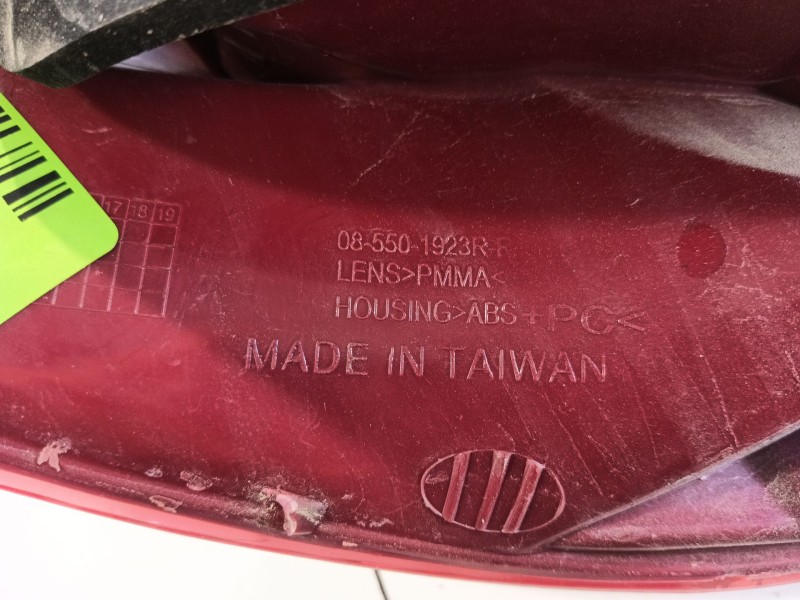 17 18 19
08-550-1923R-R
LENS>PMMA<
HOUSING>ABS+PC<
MADE IN TAIWAN